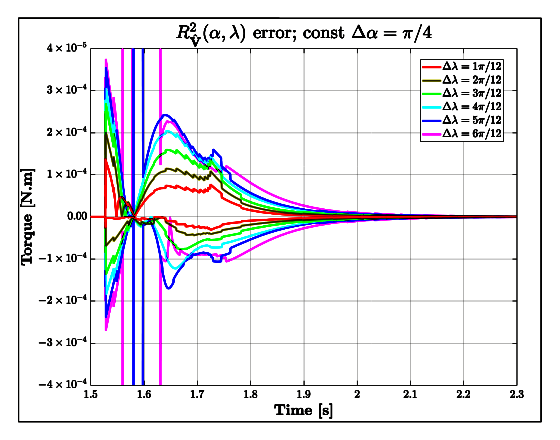 R²_V̂(α, λ) error; const Δα = π/4
4 × 10⁻⁵
3 × 10⁻⁴
2 × 10⁻⁴
1 × 10⁻⁴
0.00
−1 × 10⁻⁴
−2 × 10⁻⁴
−3 × 10⁻⁴
−4 × 10⁻⁴
Torque [N.m]
Δλ = 1π/12
Δλ = 2π/12
Δλ = 3π/12
Δλ = 4π/12
Δλ = 5π/12
Δλ = 6π/12
1.5 1.6 1.7 1.8 1.9 2 2.1 2.2 2.3
Time [s]